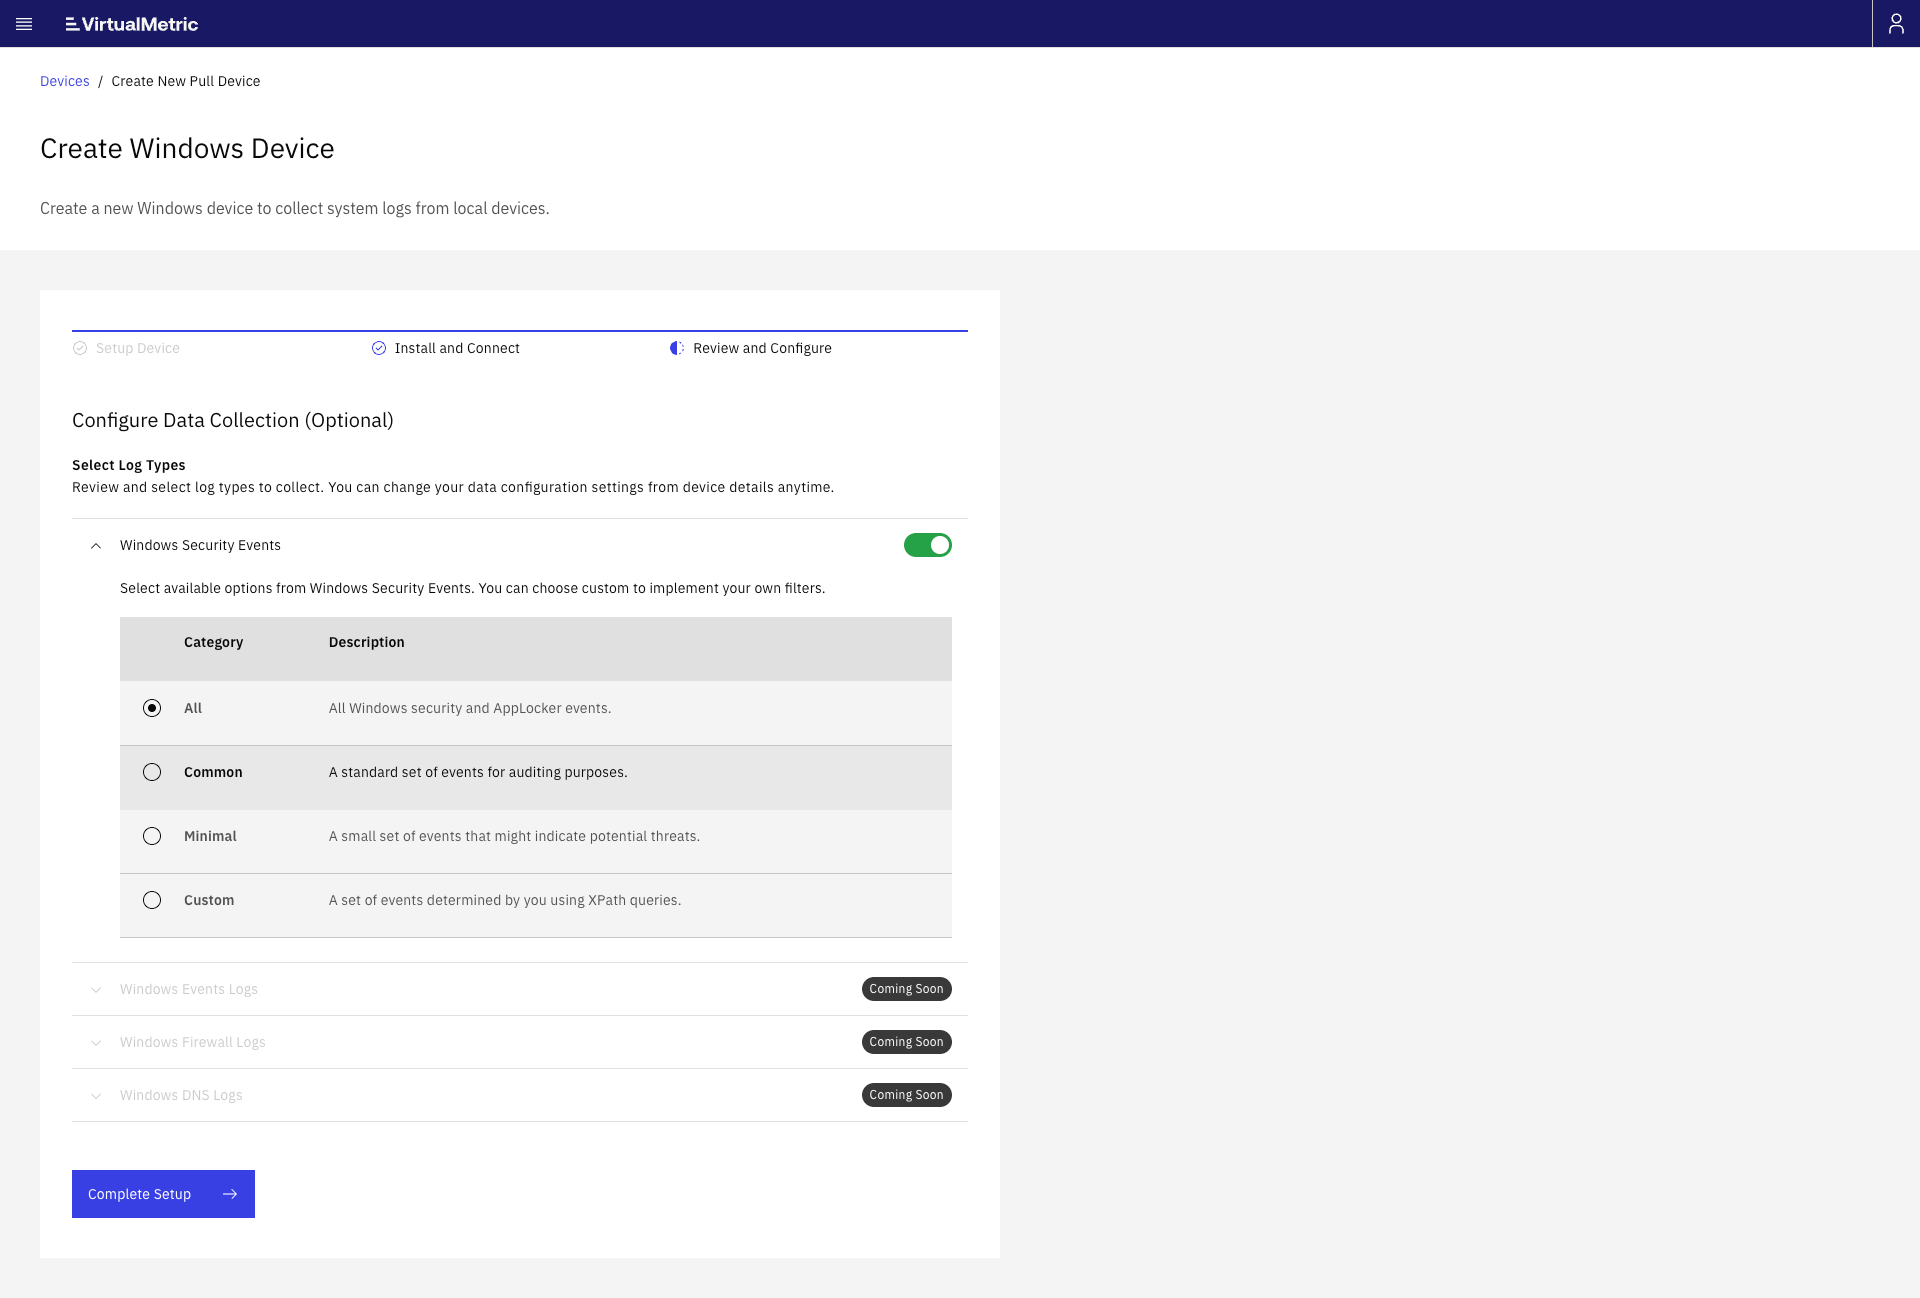 VirtualMetric
Devices / Create New Pull Device
Create Windows Device
Create a new Windows device to collect system logs from local devices.
Setup Device
Install and Connect
Review and Configure
Configure Data Collection (Optional)
Select Log Types
Review and select log types to collect. You can change your data configuration settings from device details anytime.
Windows Security Events
Select available options from Windows Security Events. You can choose custom to implement your own filters.
Category Description
All All Windows security and AppLocker events.
Common A standard set of events for auditing purposes.
Minimal A small set of events that might indicate potential threats.
Custom A set of events determined by you using XPath queries.
Windows Events Logs Coming Soon
Windows Firewall Logs Coming Soon
Windows DNS Logs Coming Soon
Complete Setup